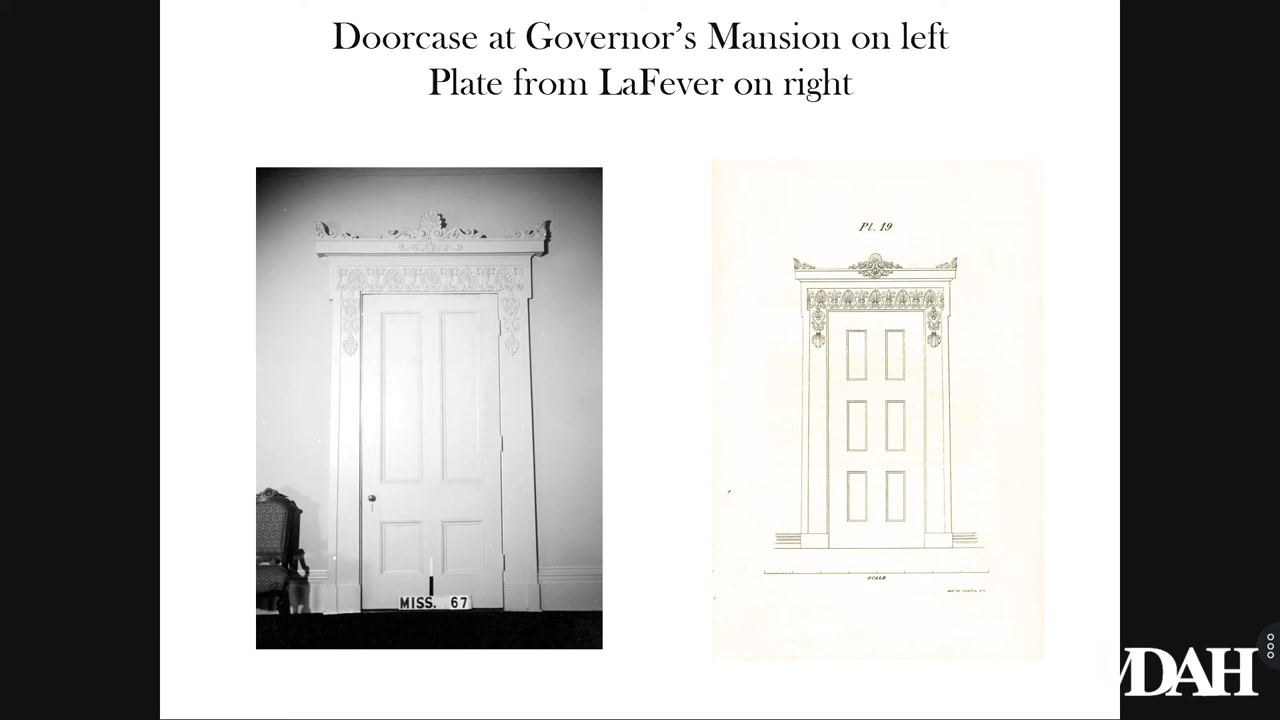 Doorcase at Governor's Mansion on left
Plate from LaFever on right
Pl. 19
MISS. 67
SCALE
MDAH